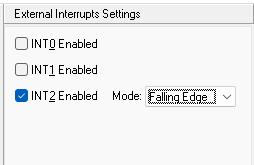 External Interrupts Settings
INT0 Enabled
INT1 Enabled
INT2 Enabled Mode: Falling Edge